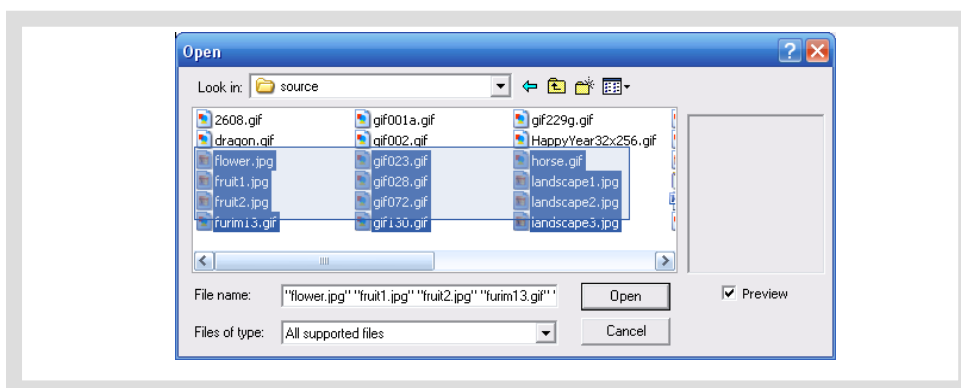 Open
Look in: source
2608.gif gif001a.gif gif229g.gif
dragon.gif gif002.gif HappyYear32x256.gif
flower.jpg gif023.gif horse.gif
fruit1.jpg gif028.gif landscape1.jpg
fruit2.jpg gif072.gif landscape2.jpg
furim13.gif gif130.gif landscape3.jpg
File name: "flower.jpg" "fruit1.jpg" "fruit2.jpg" "furim13.gif" " Open Preview
Files of type: All supported files Cancel